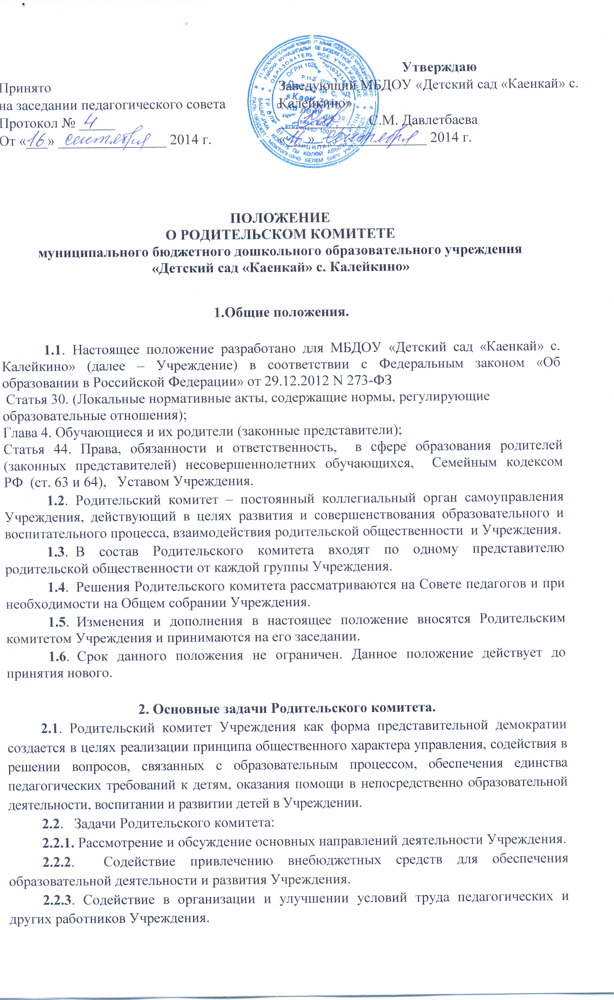 Принято
на заседании педагогического совета
Протокол № 4
От «16» сентября 2014 г.
Утверждаю
Заведующий МБДОУ «Детский сад «Каенкай» с.
Калейкино»
С.М. Давлетбаева
«16» сентября 2014 г.
ПОЛОЖЕНИЕ
О РОДИТЕЛЬСКОМ КОМИТЕТЕ
муниципального бюджетного дошкольного образовательного учреждения
«Детский сад «Каенкай» с. Калейкино»
1.Общие положения.
1.1. Настоящее положение разработано для МБДОУ «Детский сад «Каенкай» с.
Калейкино» (далее – Учреждение) в соответствии с Федеральным законом «Об
образовании в Российской Федерации» от 29.12.2012 N 273-ФЗ
Статья 30. (Локальные нормативные акты, содержащие нормы, регулирующие
образовательные отношения);
Глава 4. Обучающиеся и их родители (законные представители);
Статья 44. Права, обязанности и ответственность, в сфере образования родителей
(законных представителей) несовершеннолетних обучающихся, Семейным кодексом
РФ (ст. 63 и 64), Уставом Учреждения.
1.2. Родительский комитет – постоянный коллегиальный орган самоуправления
Учреждения, действующий в целях развития и совершенствования образовательного и
воспитательного процесса, взаимодействия родительской общественности и Учреждения.
1.3. В состав Родительского комитета входят по одному представителю
родительской общественности от каждой группы Учреждения.
1.4. Решения Родительского комитета рассматриваются на Совете педагогов и при
необходимости на Общем собрании Учреждения.
1.5. Изменения и дополнения в настоящее положение вносятся Родительским
комитетом Учреждения и принимаются на его заседании.
1.6. Срок данного положения не ограничен. Данное положение действует до
принятия нового.
2. Основные задачи Родительского комитета.
2.1. Родительский комитет Учреждения как форма представительной демократии
создается в целях реализации принципа общественного характера управления, содействия в
решении вопросов, связанных с образовательным процессом, обеспечения единства
педагогических требований к детям, оказания помощи в непосредственно образовательной
деятельности, воспитании и развитии детей в Учреждении.
2.2. Задачи Родительского комитета:
2.2.1. Рассмотрение и обсуждение основных направлений деятельности Учреждения.
2.2.2. Содействие привлечению внебюджетных средств для обеспечения
образовательной деятельности и развития Учреждения.
2.2.3. Содействие в организации и улучшении условий труда педагогических и
других работников Учреждения.